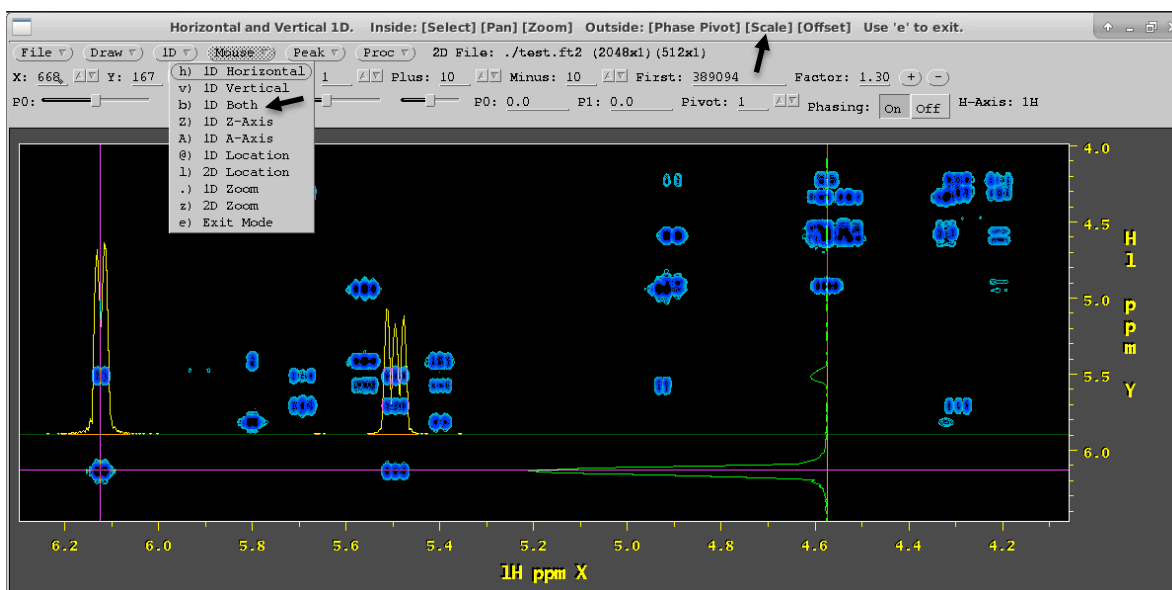 Horizontal and Vertical 1D. Inside: [Select] [Pan] [Zoom] Outside: [Phase Pivot] [Scale] [Offset] Use 'e' to exit.
File Draw 1D Mouse Peak Proc 2D File: ./test.ft2 (2048x1)(512x1)
X: 668 Y: 167 1 Plus: 10 Minus: 10 First: 389094 Factor: 1.30 + -
P0: P0: 0.0 P1: 0.0 Pivot: 1 Phasing: On Off H-Axis: 1H
h) 1D Horizontal
v) 1D Vertical
b) 1D Both
Z) 1D Z-Axis
A) 1D A-Axis
@) 1D Location
l) 2D Location
.) 1D Zoom
z) 2D Zoom
e) Exit Mode
4.0
4.5
5.0
5.5
6.0
H1 ppm Y
6.2 6.0 5.8 5.6 5.4 5.2 5.0 4.8 4.6 4.4 4.2
1H ppm X